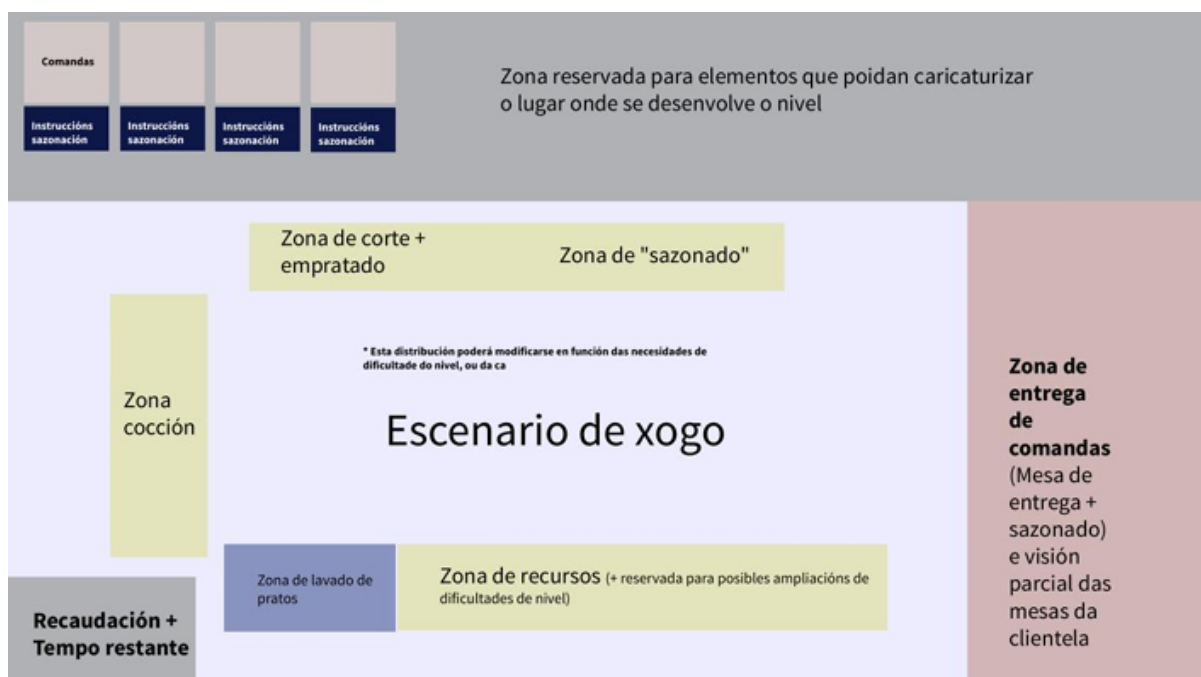 Comandas
Instruccións
sazonación
Instruccións
sazonación
Instruccións
sazonación
Instruccións
sazonación
Zona reservada para elementos que poidan caricaturizar
o lugar onde se desenvolve o nivel
Zona de corte +
empratado
Zona de "sazonado"
* Esta distribución poderá modificarse en función das necesidades de
dificultade do nivel, ou da ca
Zona
cocción
Escenario de xogo
Zona de lavado de
pratos
Zona de recursos (+ reservada para posibles ampliacións de
dificultades de nivel)
Recaudación +
Tempo restante
Zona de
entrega
de
comandas
(Mesa de
entrega +
sazonado)
e visión
parcial das
mesas da
clientela